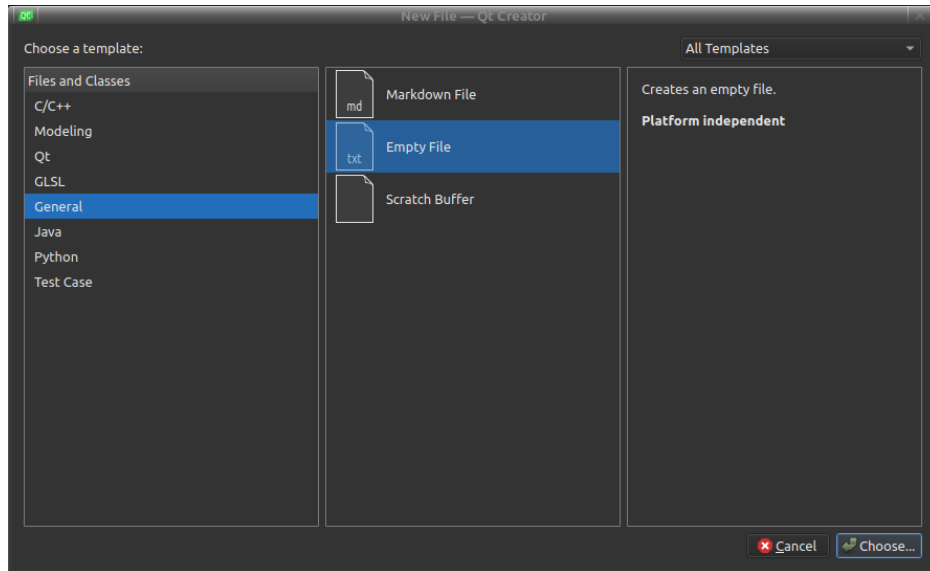 QC
New File — Qt Creator
Choose a template:
All Templates
Files and Classes
C/C++
Modeling
Qt
GLSL
General
Java
Python
Test Case
md
Markdown File
txt
Empty File
Scratch Buffer
Creates an empty file.
Platform independent
Cancel
Choose...